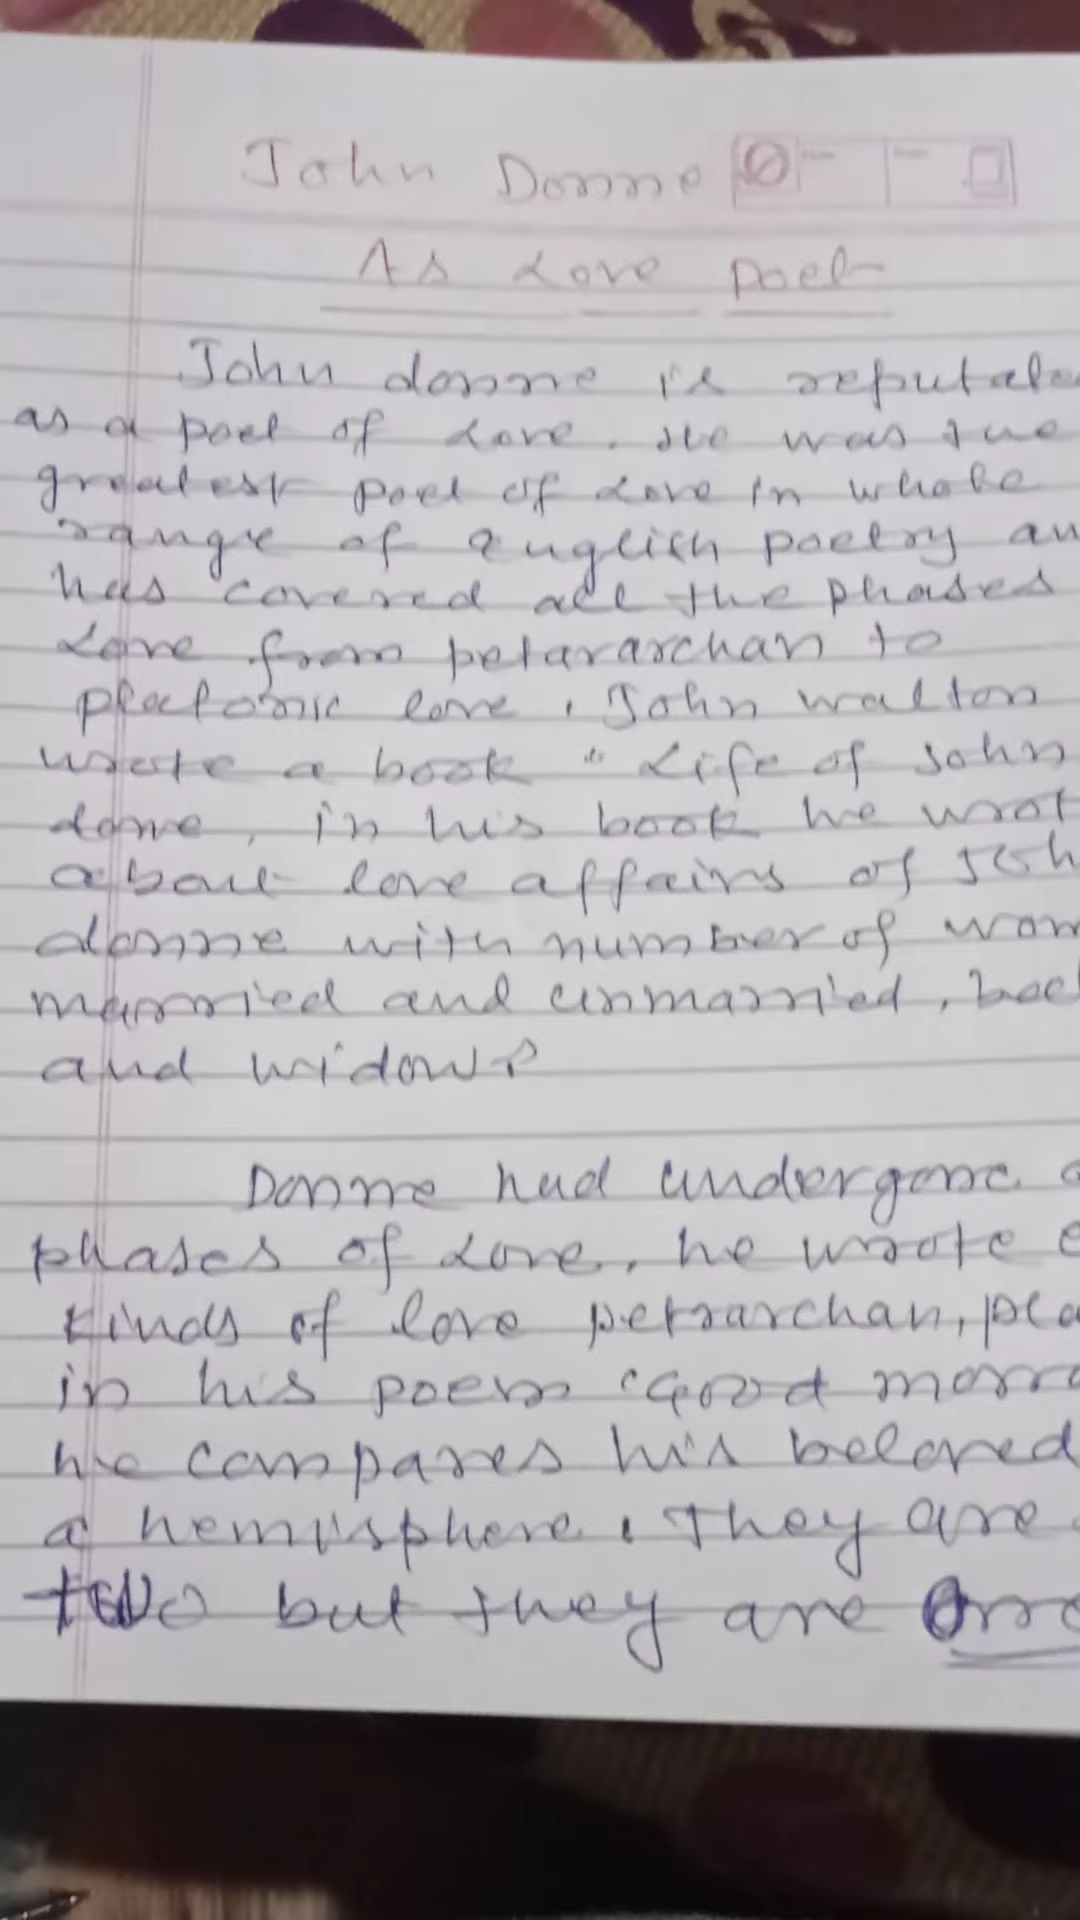 John Donne
As Love Poet
John donne is reputale
as a poet of Love. He was the
greatest poet of Love in whole
range of English poetry an
has covered all the phases
Love from petararchan to
platonic love, John walton
wrote a book " Life of John
donne, in his book he wrot
about love affairs of Joh
donne with number of wom
married and unmarried,
and widows
Donne had undergone a
phases of Love, he wrote
kinds of love petrarchan, pla
in his poem 'Good morro
he compares his beloved
a hemisphere, They are
two but they are one